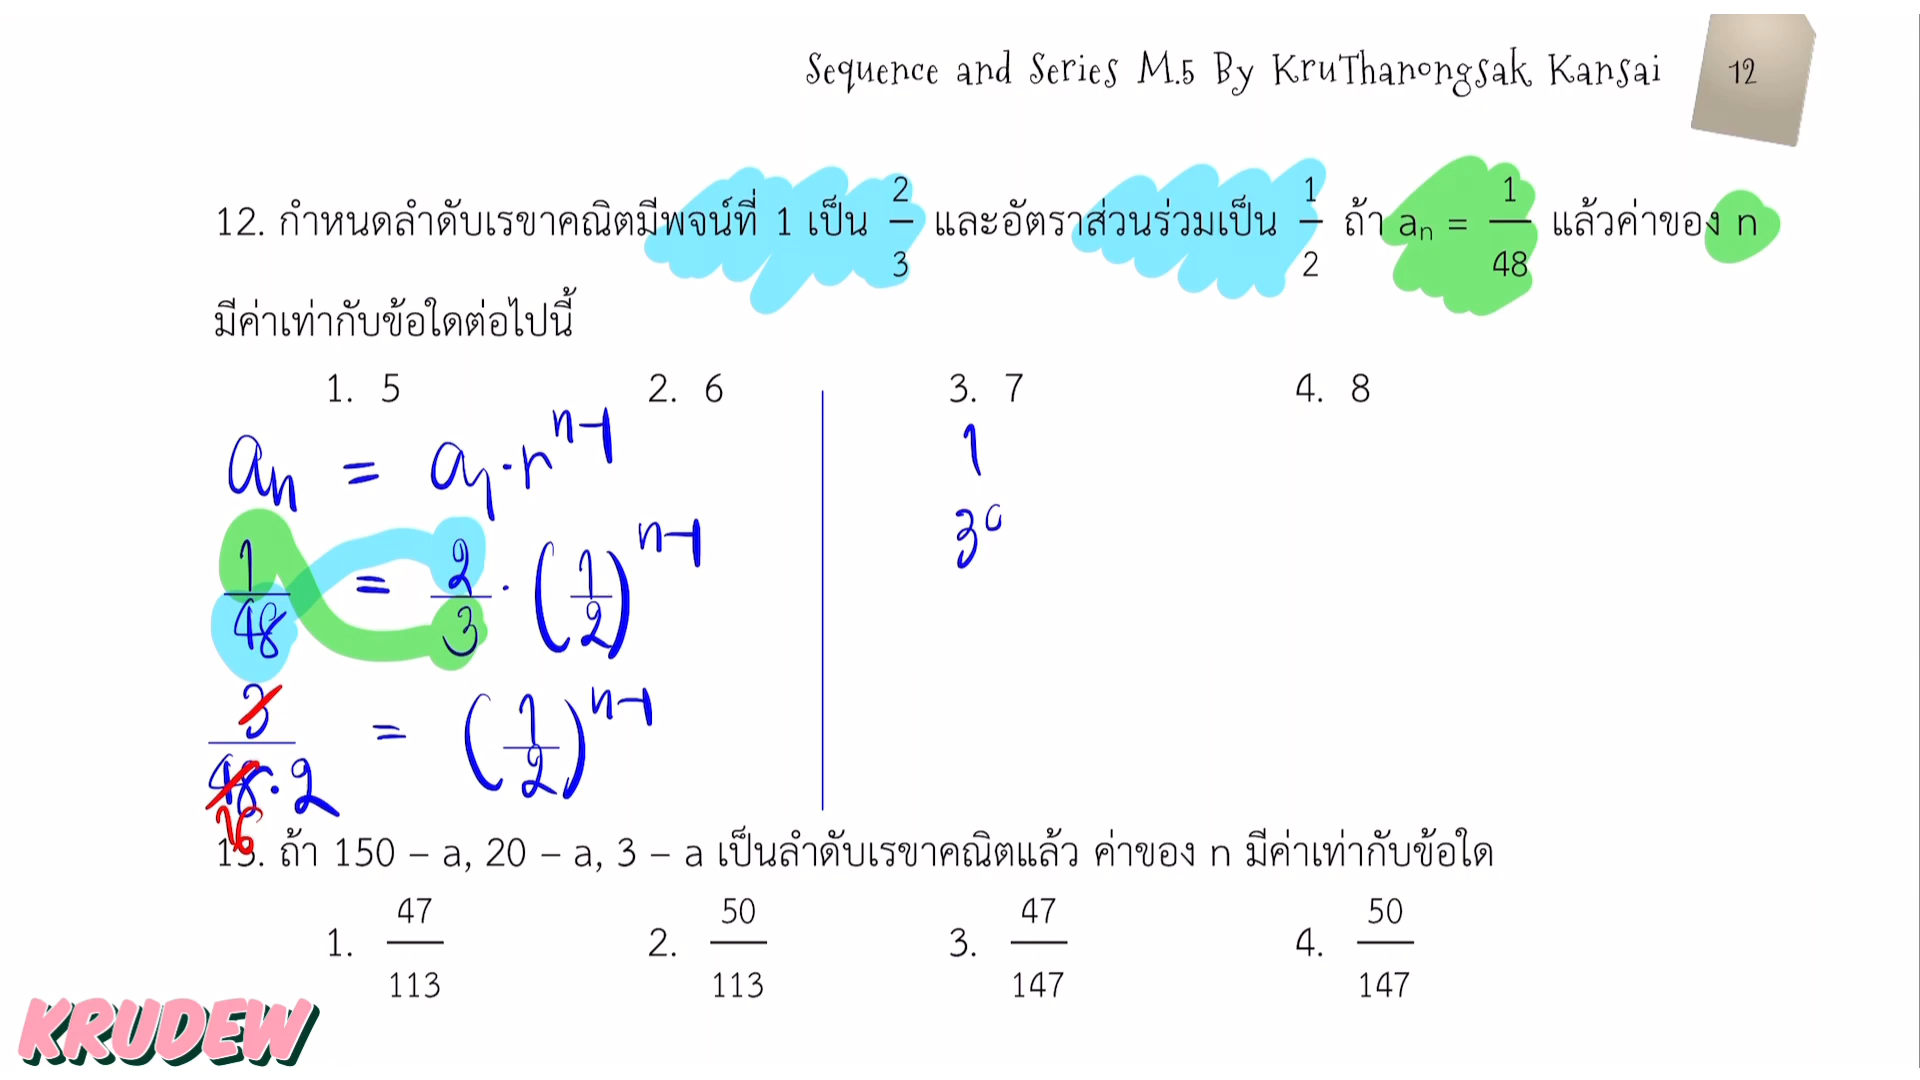 Sequence and Series M.5 By KruThanongsak Kansai 12
12. กำหนดลำดับเรขาคณิตมีพจน์ที่ 1 เป็น 2/3 และอัตราส่วนร่วมเป็น 1/2 ถ้า aₙ = 1/48 แล้วค่าของ n
มีค่าเท่ากับข้อใดต่อไปนี้
1. 5 2. 6 3. 7 4. 8
aₙ = a₁·r^(n-1)
1/48 = 2/3 · (1/2)^(n-1)
3/(48·2) = (1/2)^(n-1)
16
1
3
13. ถ้า 150 – a, 20 – a, 3 – a เป็นลำดับเรขาคณิตแล้ว ค่าของ n มีค่าเท่ากับข้อใด
1. 47/113 2. 50/113 3. 47/147 4. 50/147
KRUDEW